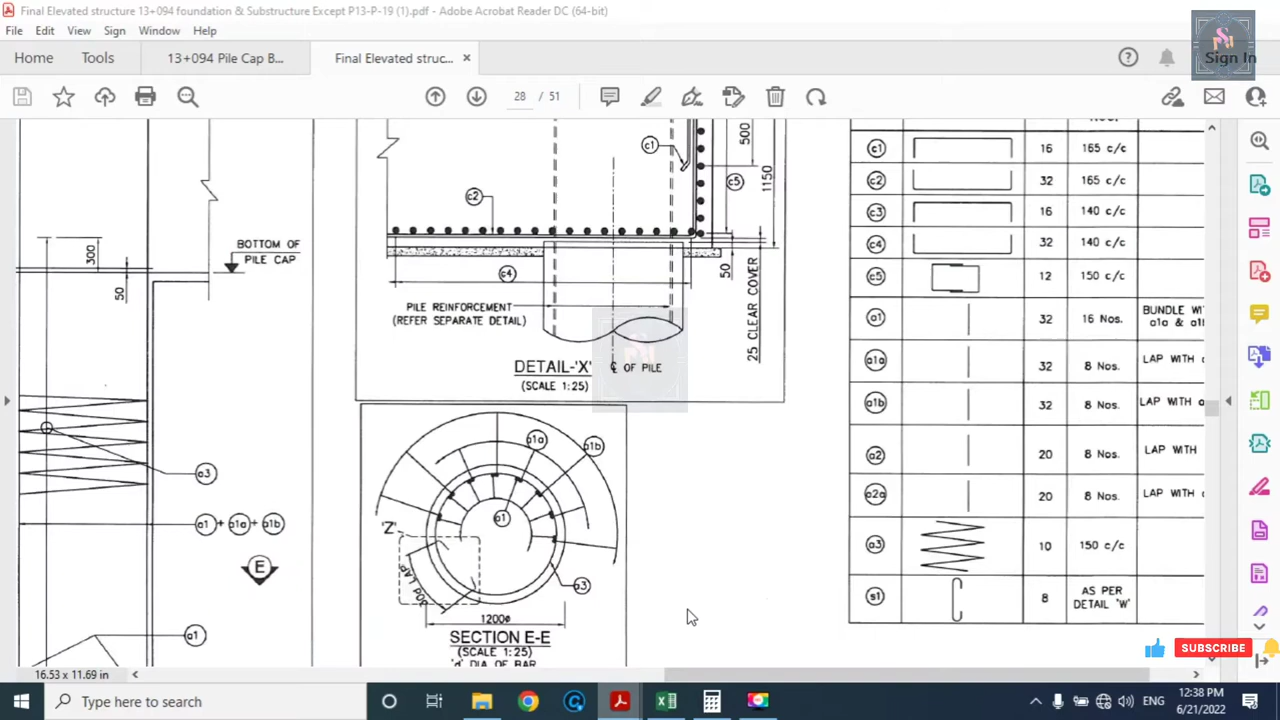 Final Elevated structure 13+094 foundation & Substructure Except P13-P-19 (1).pdf - Adobe Acrobat Reader DC (64-bit)
File Edit View Sign Window Help
Home Tools 13+094 Pile Cap B... Final Elevated struc... ×
Sign In
28 / 51
300
50
BOTTOM OF
PILE CAP
a3
a1 + a1a + a1b
E
a1
c1
c2
500
c5
1150
c4
50
25 CLEAR COVER
PILE REINFORCEMENT
(REFER SEPARATE DETAIL)
DETAIL-'X'
(SCALE 1:25)
℄ OF PILE
a1a
a1b
a1
'Z'
50d LAP
a3
1200ø
SECTION E-E
(SCALE 1:25)
'd' DIA OF BAR
c1 16 165 c/c
c2 32 165 c/c
c3 16 140 c/c
c4 32 140 c/c
c5 12 150 c/c
a1 32 16 Nos. BUNDLE WI
a1a & a1b
a1a 32 8 Nos. LAP WITH
a1b 32 8 Nos. LAP WITH
a2 20 8 Nos. LAP WITH
a2a 20 8 Nos. LAP WITH
a3 10 150 c/c
s1 8 AS PER
DETAIL 'W'
SUBSCRIBE
16.53 x 11.69 in
Type here to search
ENG
12:38 PM
6/21/2022